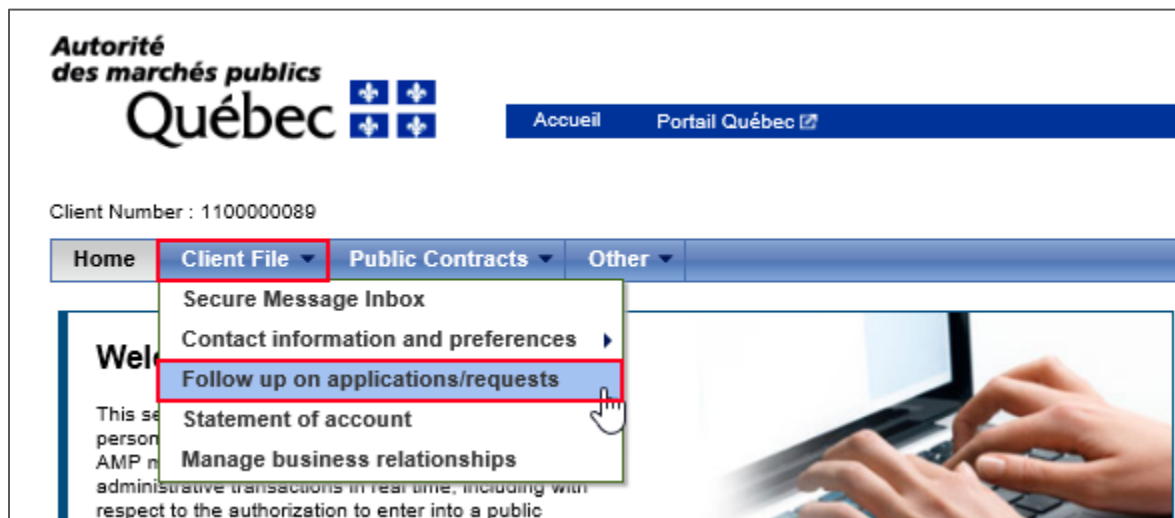 Autorité
des marchés publics
Québec
Accueil Portail Québec
Client Number : 1100000089
Home Client File Public Contracts Other
Secure Message Inbox
Contact information and preferences
Wel
Follow up on applications/requests
This se
Statement of account
person
AMP m
Manage business relationships
administrative transactions in real time, including with
respect to the authorization to enter into a public